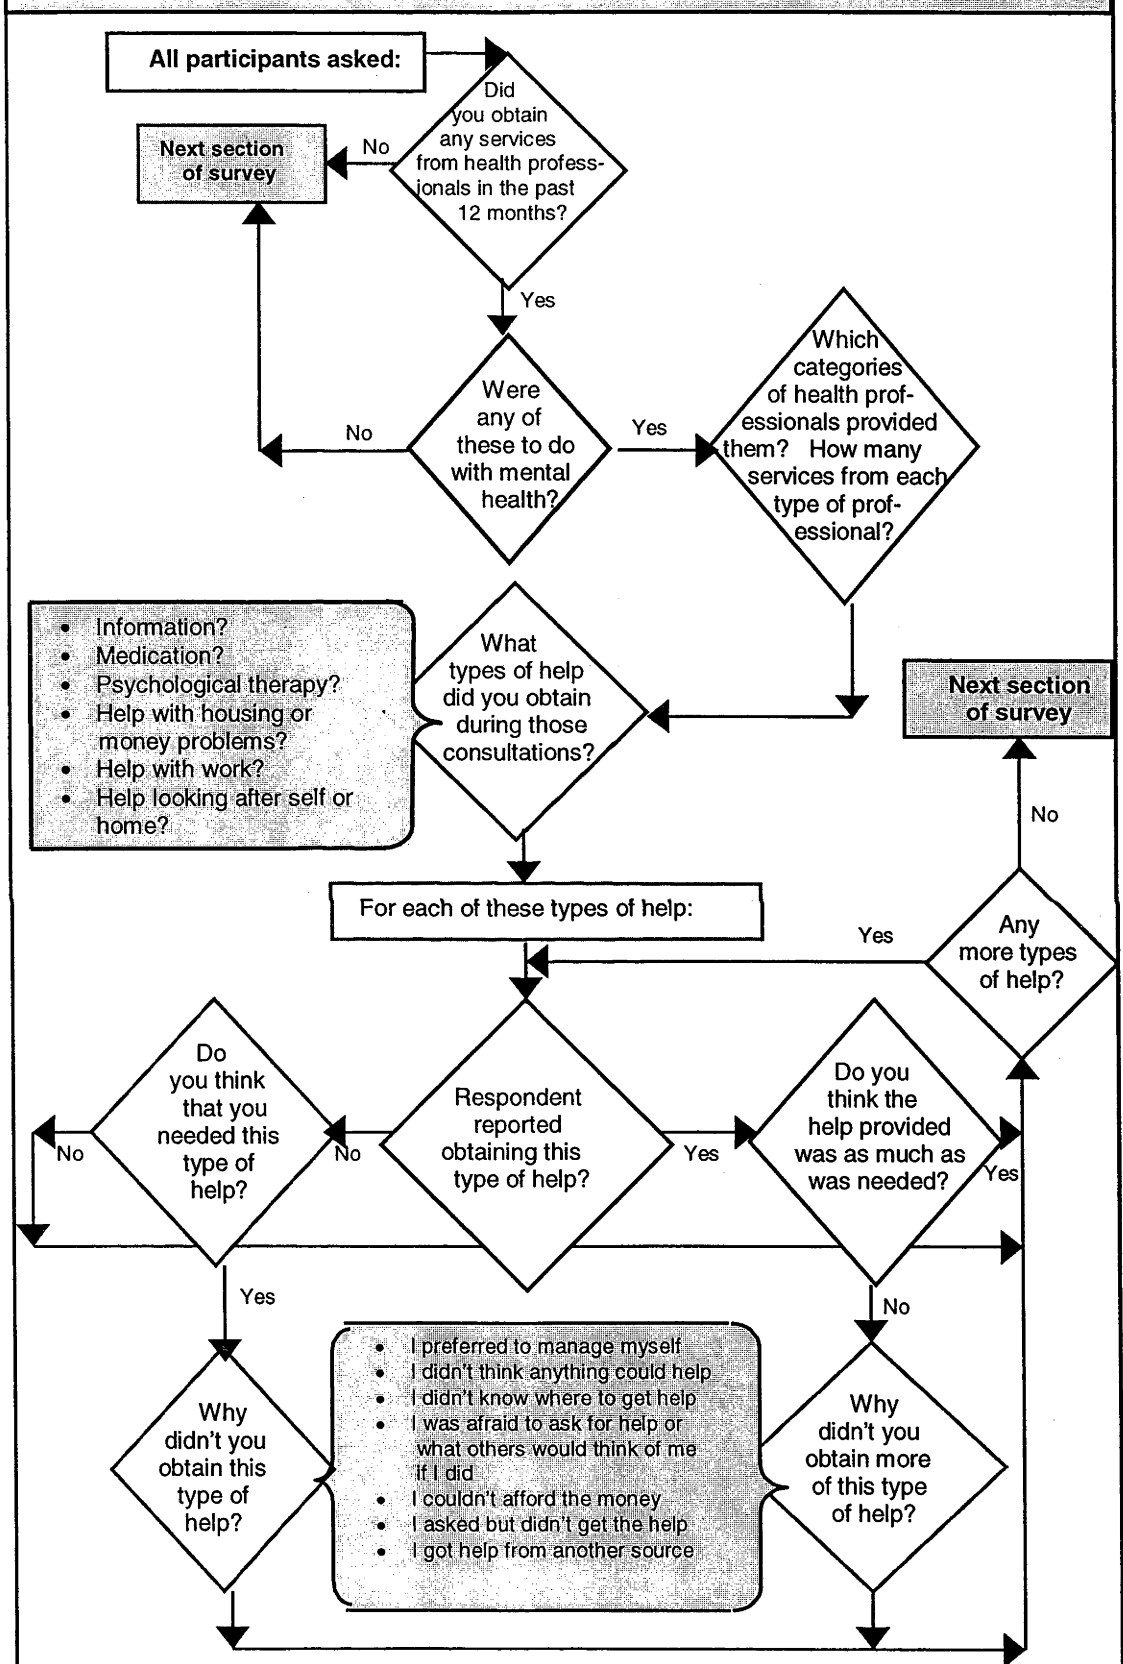 All participants asked:
Did
you obtain
any services
from health profess-
ionals in the past
12 months?
No
Next section
of survey
Yes
Were
any of
these to do
with mental
health?
No
Yes
Which
categories
of health prof-
essionals provided
them? How many
services from each
type of prof-
essional?
What
types of help
did you obtain
during those
consultations?
• Information?
• Medication?
• Psychological therapy?
• Help with housing or
money problems?
• Help with work?
• Help looking after self or
home?
Next section
of survey
No
For each of these types of help:
Yes
Any
more types
of help?
Do
you think
that you
needed this
type of
help?
No
Respondent
reported
obtaining this
type of help?
No
Yes
Do you
think the
help provided
was as much as
was needed?
Yes
Yes
No
Why
didn't you
obtain this
type of
help?
• I preferred to manage myself
• I didn't think anything could help
• I didn't know where to get help
• I was afraid to ask for help or
what others would think of me
if I did
• I couldn't afford the money
• I asked but didn't get the help
• I got help from another source
Why
didn't you
obtain more
of this type
of help?